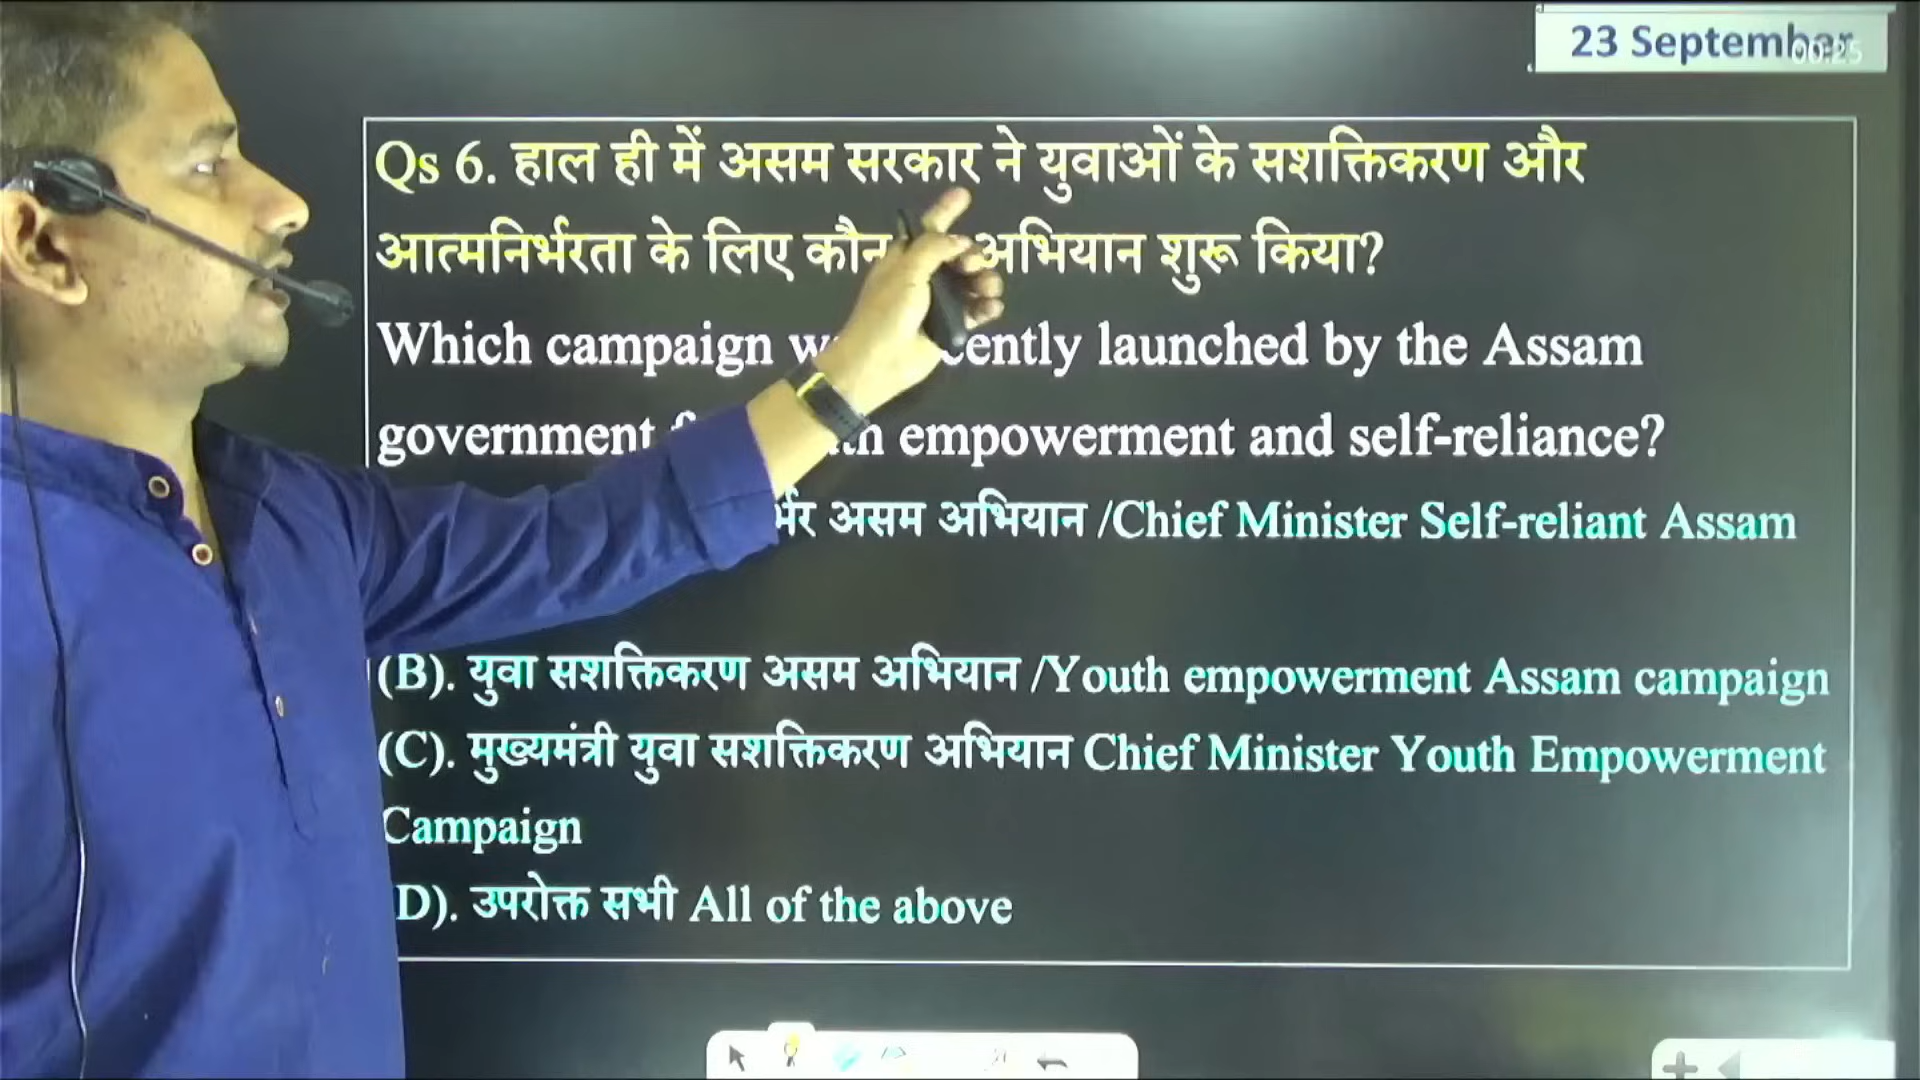 23 September
00:25
Qs 6. हाल ही में असम सरकार ने युवाओं के सशक्तिकरण और
आत्मनिर्भरता के लिए कौन अभियान शुरू किया?
Which campaign launched by the Assam
government empowerment and self-reliance?
असम अभियान /Chief Minister Self-reliant Assam
(B). युवा सशक्तिकरण असम अभियान /Youth empowerment Assam campaign
(C). मुख्यमंत्री युवा सशक्तिकरण अभियान Chief Minister Youth Empowerment
Campaign
D). उपरोक्त सभी All of the above